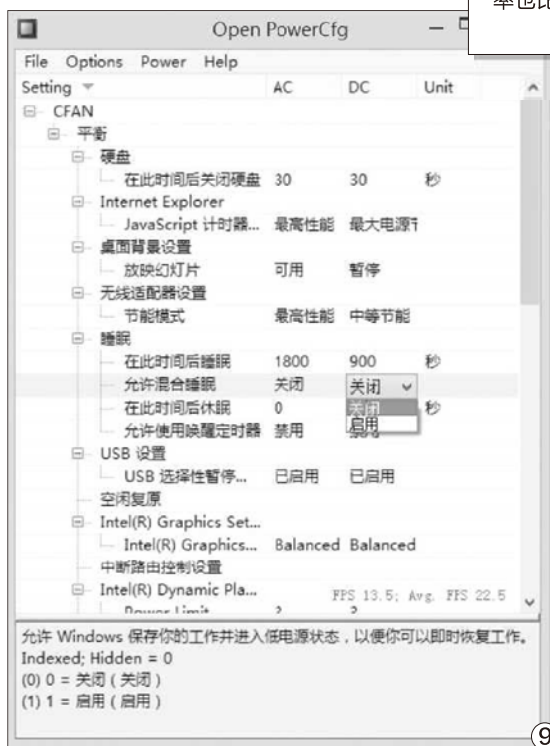 率也比
Open PowerCfg
File Options Power Help
Setting AC DC Unit
CFAN
平衡
硬盘
在此时间后关闭硬盘 30 30 秒
Internet Explorer
JavaScript 计时器... 最高性能 最大电源
桌面背景设置
放映幻灯片 可用 暂停
无线适配器设置
节能模式 最高性能 中等节能
睡眠
在此时间后睡眠 1800 900 秒
允许混合睡眠 关闭 关闭
在此时间后休眠 0 关闭 秒
允许使用唤醒定时器 禁用 启用
USB 设置
USB 选择性暂停... 已启用 已启用
空闲复原
Intel(R) Graphics Set...
Intel(R) Graphics... Balanced Balanced
中断路由控制设置
Intel(R) Dynamic Pla... FPS 13.5; Avg. FPS 22.5
Power Limit 2 2
允许 Windows 保存你的工作并进入低电源状态，以便你可以即时恢复工作。
Indexed; Hidden = 0
(0) 0 = 关闭 ( 关闭 )
(1) 1 = 启用 ( 启用 )
⑨